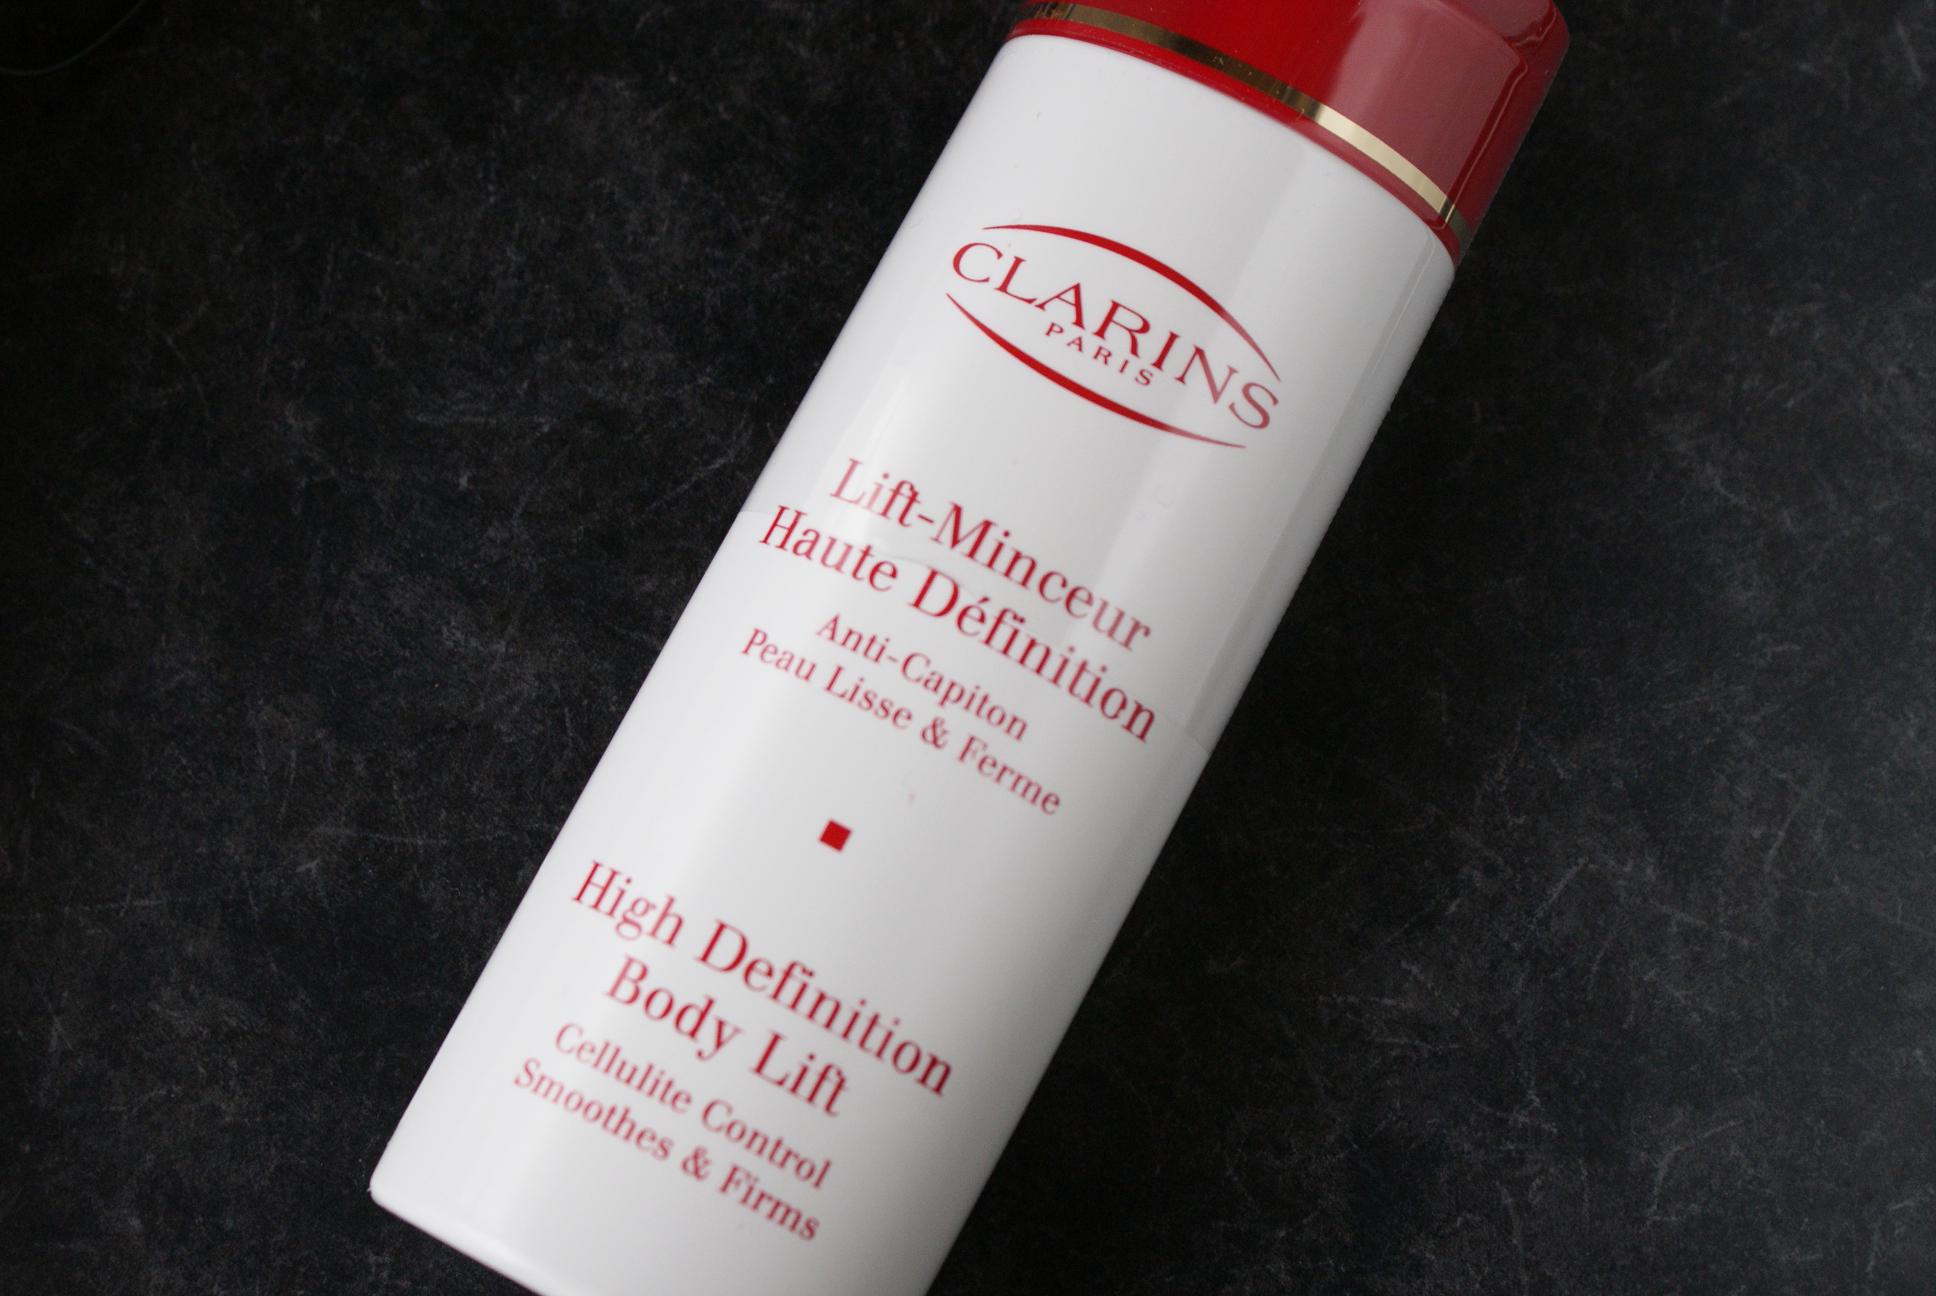 CLARINS
PARIS
Lift-Minceur
Haute Définition
Anti-Capiton
Peau Lisse & Ferme
High Definition
Body Lift
Cellulite Control
Smoothes & Firms